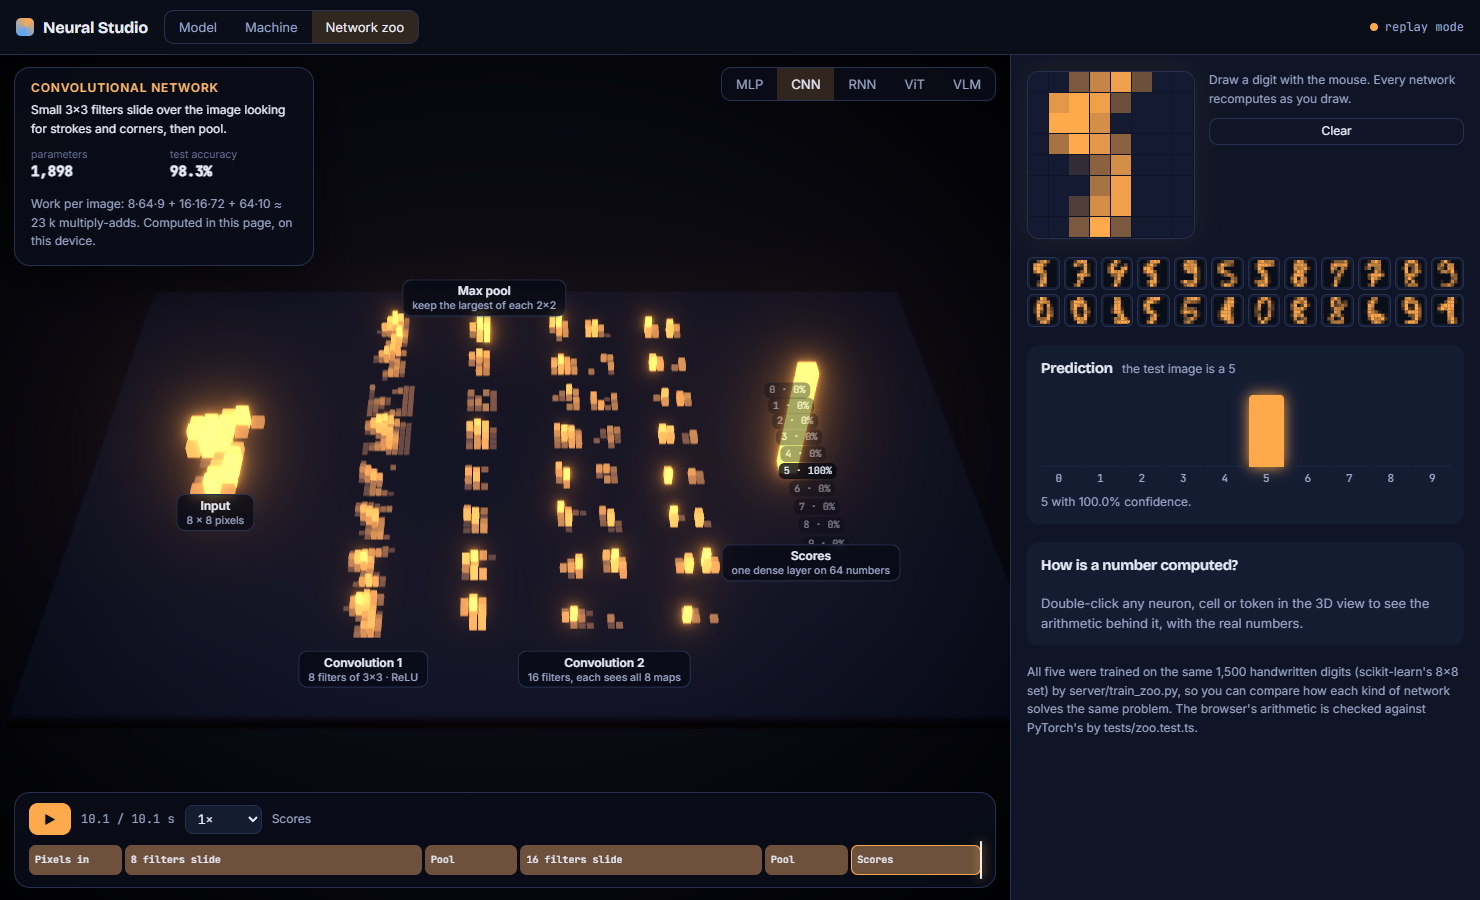 Neural Studio
Model
Machine
Network zoo
replay mode
CONVOLUTIONAL NETWORK
Small 3×3 filters slide over the image looking
for strokes and corners, then pool.
parameters
test accuracy
1,898
98.3%
Work per image: 8·64·9 + 16·16·72 + 64·10 ≈
23 k multiply-adds. Computed in this page, on
this device.
MLP
CNN
RNN
ViT
VLM
Max pool
keep the largest of each 2×2
Input
8 × 8 pixels
Convolution 1
8 filters of 3×3 · ReLU
Convolution 2
16 filters, each sees all 8 maps
0 · 0%
1 · 0%
2 · 0%
3 · 0%
4 · 0%
5 · 100%
6 · 0%
7 · 0%
8 · 0%
9 · 0%
Scores
one dense layer on 64 numbers
10.1 / 10.1 s
1×
Scores
Pixels in
8 filters slide
Pool
16 filters slide
Pool
Scores
Draw a digit with the mouse. Every network
recomputes as you draw.
Clear
Prediction
the test image is a 5
0 1 2 3 4 5 6 7 8 9
5 with 100.0% confidence.
How is a number computed?
Double-click any neuron, cell or token in the 3D view to see the
arithmetic behind it, with the real numbers.
All five were trained on the same 1,500 handwritten digits (scikit-learn's 8×8
set) by server/train_zoo.py, so you can compare how each kind of network
solves the same problem. The browser's arithmetic is checked against
PyTorch's by tests/zoo.test.ts.